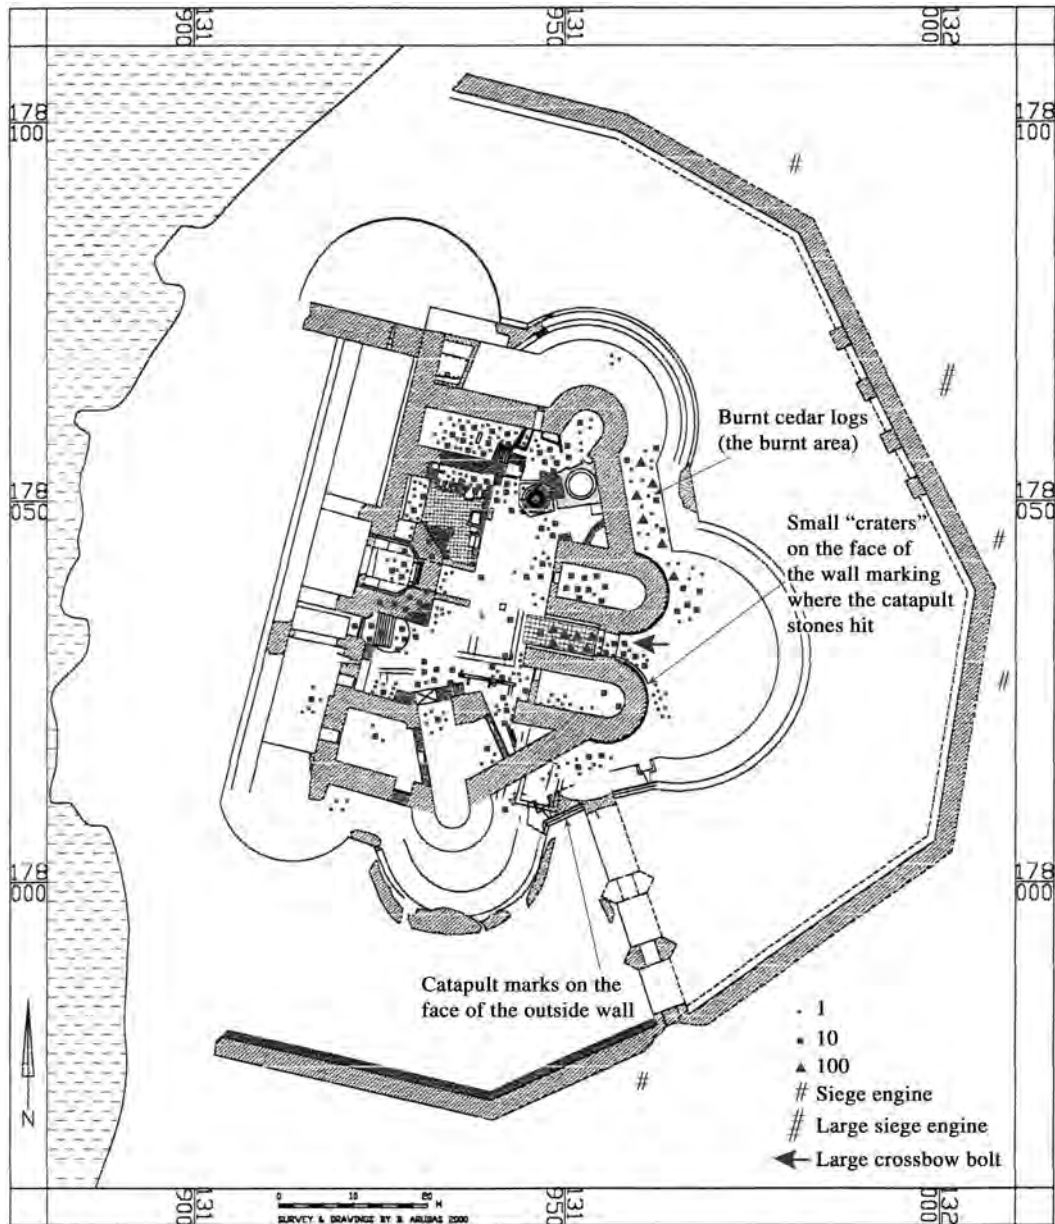 131
900
131
950
132
000
178
100
178
100
Burnt cedar logs
(the burnt area)
178
050
178
050
Small “craters”
on the face of
the wall marking
where the catapult
stones hit
178
000
178
000
Catapult marks on the
face of the outside wall
1
10
100
# Siege engine
Large siege engine
Large crossbow bolt
N
0 10 20
M
SURVEY & DRAWINGS BY B. ARUBAS 2000
131
900
131
950
132
000